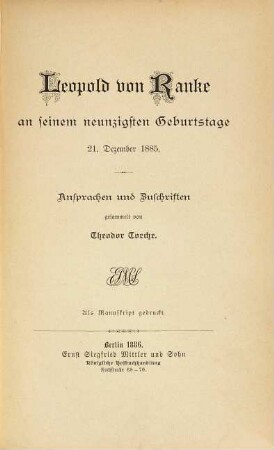 Leopold von Ranke
an seinem neunzigsten Geburtstage
21. Dezember 1885.
Ansprachen und Zuschriften
gesammelt von
Theodor Toeche.
Als Manuskript gedruckt.
Berlin 1886.
Ernst Siegfried Mittler und Sohn
Königliche Hofbuchhandlung
Kochstraße 68–70.